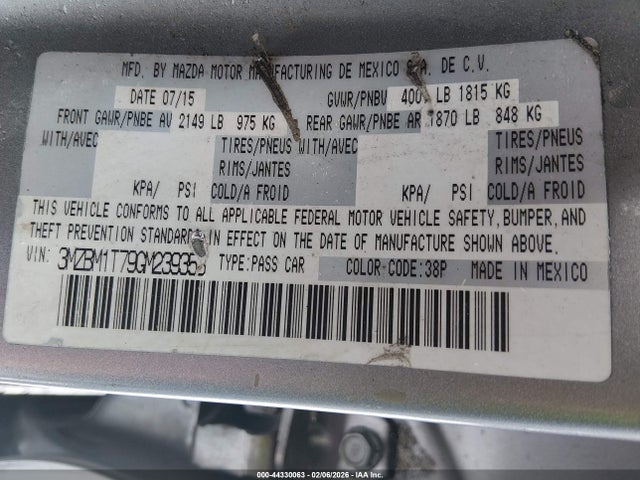 MFD. BY MAZDA MOTOR MANUFACTURING DE MEXICO S.A. DE C.V.
DATE 07/15 GVWR/PNBV LB 1815 KG
FRONT GAWR/PNBE AV 2149 LB 975 KG REAR GAWR/PNBE AR 1870 LB 848 KG
WITH/AVEC TIRES/PNEUS WITH/AVEC TIRES/PNEUS
RIMS/JANTES RIMS/JANTES
KPA/ PSI COLD/A FROID KPA/ PSI COLD/A FROID
THIS VEHICLE CONFORMS TO ALL APPLICABLE FEDERAL MOTOR VEHICLE SAFETY, BUMPER, AND
THEFT PREVENTION STANDARDS IN EFFECT ON THE DATE OF MANUFACTURE SHOWN ABOVE.
VIN: TYPE:PASS CAR COLOR-CODE:38P MADE IN MEXICO
000-44330063 | 02/06/2026 - IAA Inc. | Copyright © 2026 IAA Inc.